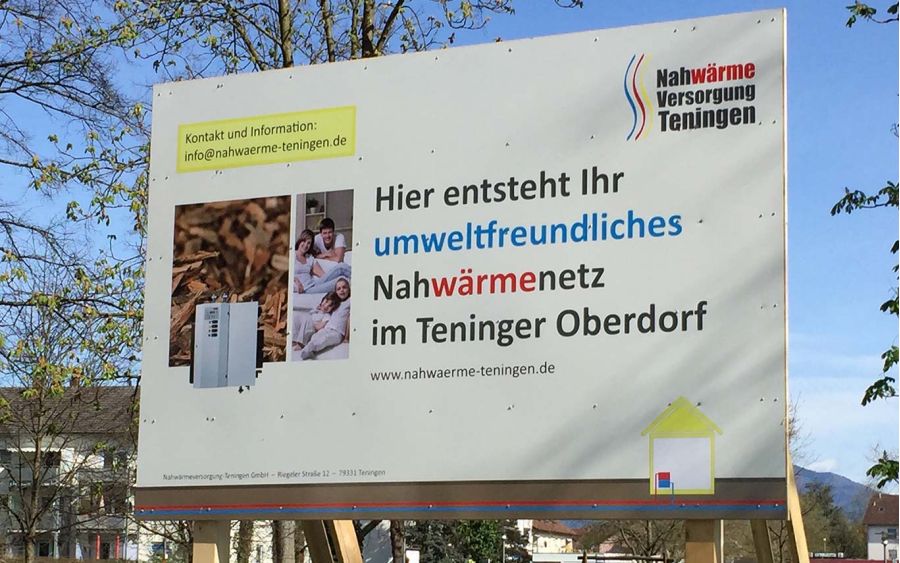 Nahwärme
Versorgung
Teningen
Kontakt und Information:
info@nahwaerme-teningen.de
Hier entsteht Ihr
umweltfreundliches
Nahwärmenetz
im Teninger Oberdorf
www.nahwaerme-teningen.de
Nahwärmeversorgung-Teningen GmbH – Riegeler Straße 12 – 79331 Teningen